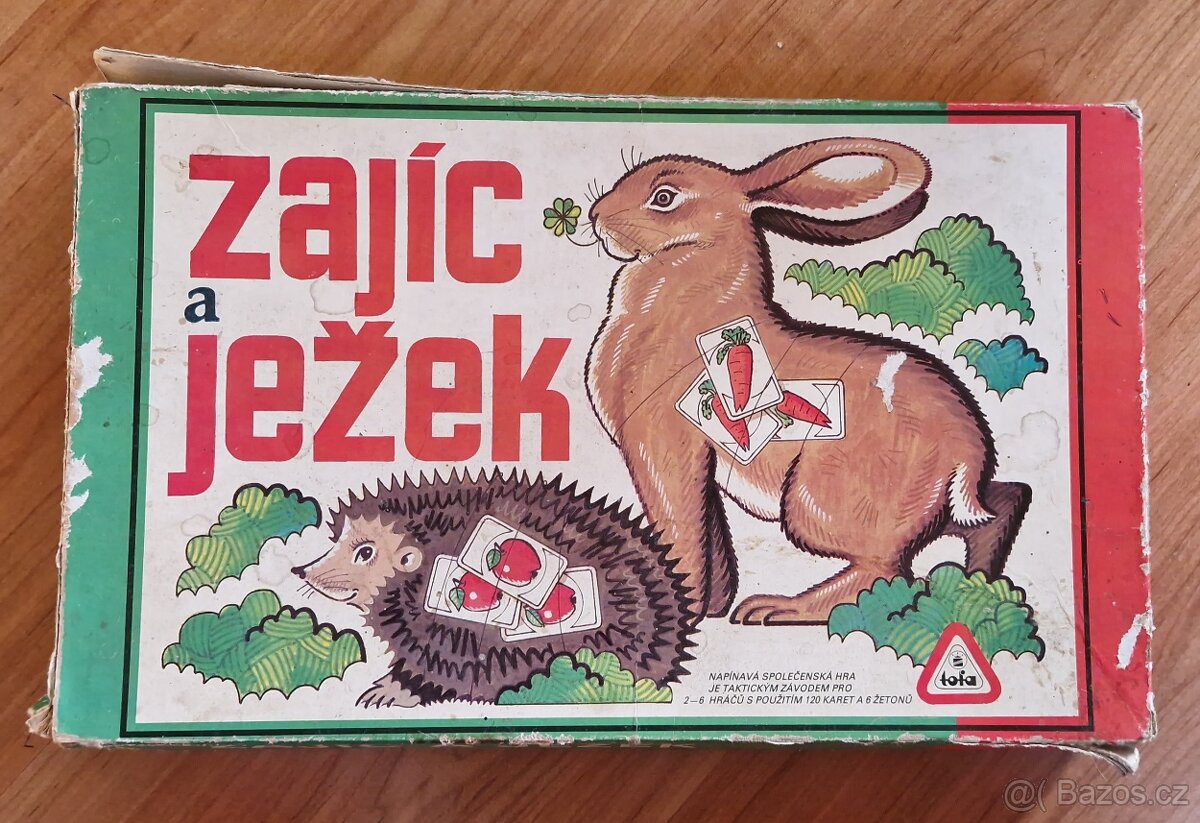 zajíc
a
ježek
NAPÍNAVÁ SPOLEČENSKÁ HRA
JE TAKTICKÝM ZÁVODEM PRO
2—6 HRÁČŮ S POUŽITÍM 120 KARET A 6 ŽETONŮ
tofa
@( Bazos.cz